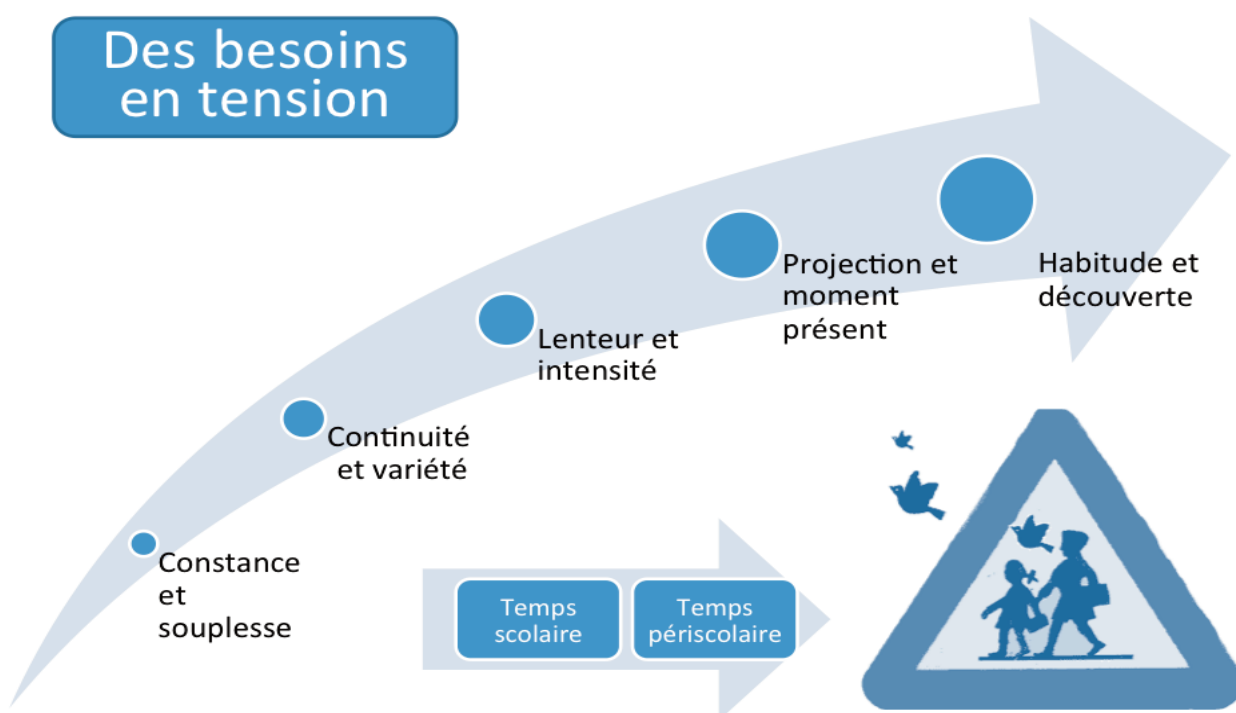 Des besoins
en tension
Constance
et
souplesse
Continuité
et variété
Lenteur et
intensité
Projection et
moment
présent
Habitude et
découverte
Temps
scolaire
Temps
périscolaire